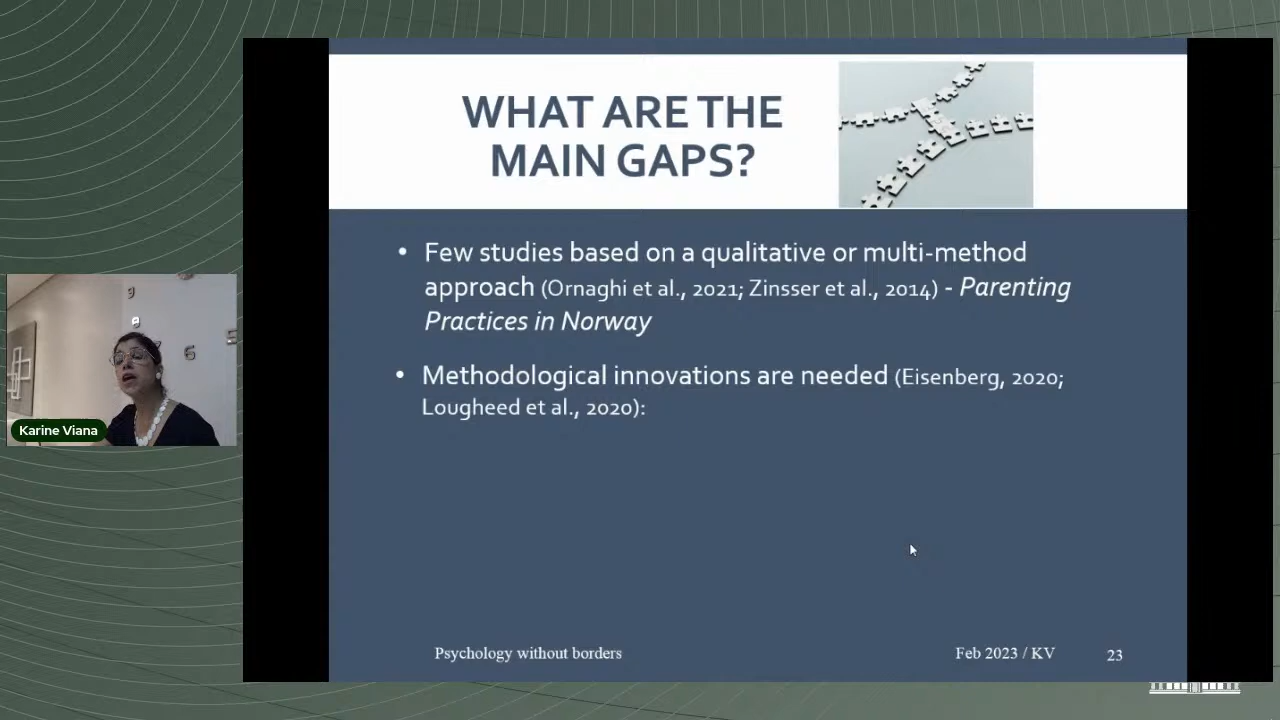 WHAT ARE THE
MAIN GAPS?
• Few studies based on a qualitative or multi-method
approach (Ornaghi et al., 2021; Zinsser et al., 2014) - Parenting
Practices in Norway
• Methodological innovations are needed (Eisenberg, 2020;
Lougheed et al., 2020):
9
6
Karine Viana
Psychology without borders
Feb 2023 / KV
23